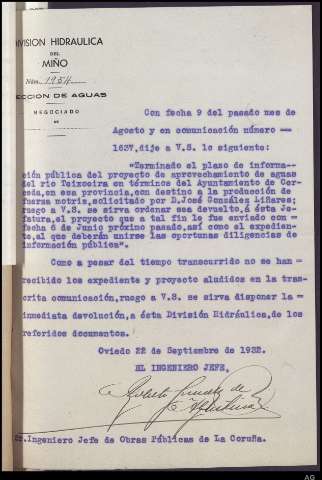 DIVISION HIDRAULICA
DEL
MIÑO
Núm. 1954
SECCION DE AGUAS
NEGOCIADO
DE
Con fecha 9 del pasado mes de
Agosto y en comunicación número =
1637, dije a V.S. lo siguiente:
"Terminado el plazo de informa-
ción pública del proyecto de aprovechamiento de aguas
del rio Teixeira en término del Ayuntamiento de Cer-
ceda, en esa provincia, con destino a la producción de
fuerza motriz, solicitado por D. José González Liñares;
ruego a V.S. se sirva ordenar sea devuelto, á ésta Je-
fatura, el proyecto que a tal fin le fué enviado con=
fecha 6 de Junio próximo pasado, así como el expedien-
te, al que deberán unirse las oportunas diligencias de
información pública".
Como a pesar del tiempo transcurrido no se han=
recibido los expediente y proyecto aludidos en la tras-
crita comunicación, ruego a V.S. se sirva disponer la=
inmediata devolución, a ésta División Hidráulica, de los
referidos documentos.
Oviedo 22 de Septiembre de 1932.
EL INGENIERO JEFE,
Sr. Ingeniero Jefe de Obras Públicas de La Coruña.
AG